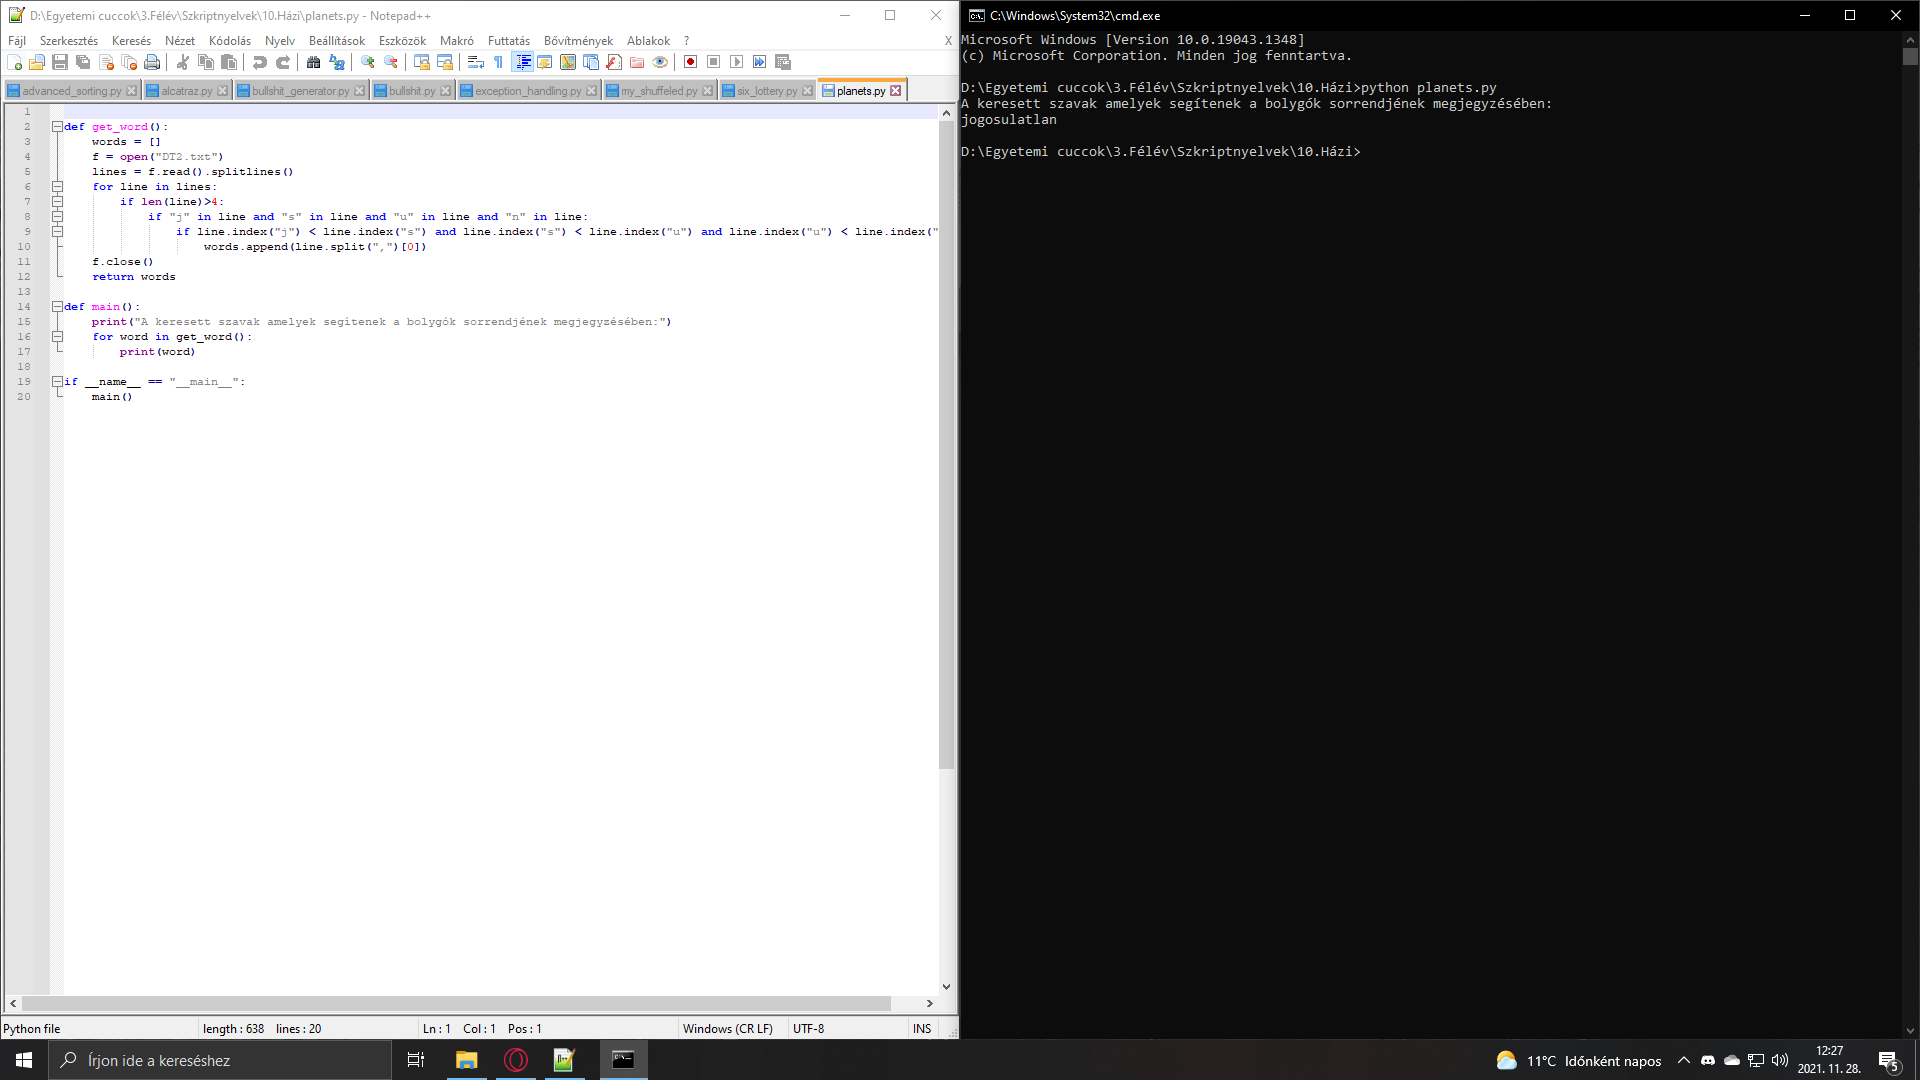 D:\Egyetemi cuccok\3.Félév\Szkriptnyelvek\10.Házi\planets.py - Notepad++
Fájl Szerkesztés Keresés Nézet Kódolás Nyelv Beállítások Eszközök Makró Futtatás Bővítmények Ablakok ? X
advanced_sorting.py alcatraz.py bullshit_generator.py bullshit.py exception_handling.py my_shuffeled.py six_lottery.py planets.py
1
2 def get_word():
3 words = []
4 f = open("DT2.txt")
5 lines = f.read().splitlines()
6 for line in lines:
7 if len(line)>4:
8 if "j" in line and "s" in line and "u" in line and "n" in line:
9 if line.index("j") < line.index("s") and line.index("s") < line.index("u") and line.index("u") < line.index("
10 words.append(line.split(",")[0])
11 f.close()
12 return words
13
14 def main():
15 print("A keresett szavak amelyek segítenek a bolygók sorrendjének megjegyzésében:")
16 for word in get_word():
17 print(word)
18
19 if __name__ == "__main__":
20 main()
Python file length : 638 lines : 20 Ln : 1 Col : 1 Pos : 1 Windows (CR LF) UTF-8 INS
C:\Windows\System32\cmd.exe
Microsoft Windows [Version 10.0.19043.1348]
(c) Microsoft Corporation. Minden jog fenntartva.
D:\Egyetemi cuccok\3.Félév\Szkriptnyelvek\10.Házi>python planets.py
A keresett szavak amelyek segítenek a bolygók sorrendjének megjegyzésében:
jogosulatlan
D:\Egyetemi cuccok\3.Félév\Szkriptnyelvek\10.Házi>
Írjon ide a kereséshez
11°C Időnként napos
12:27
2021. 11. 28.
5